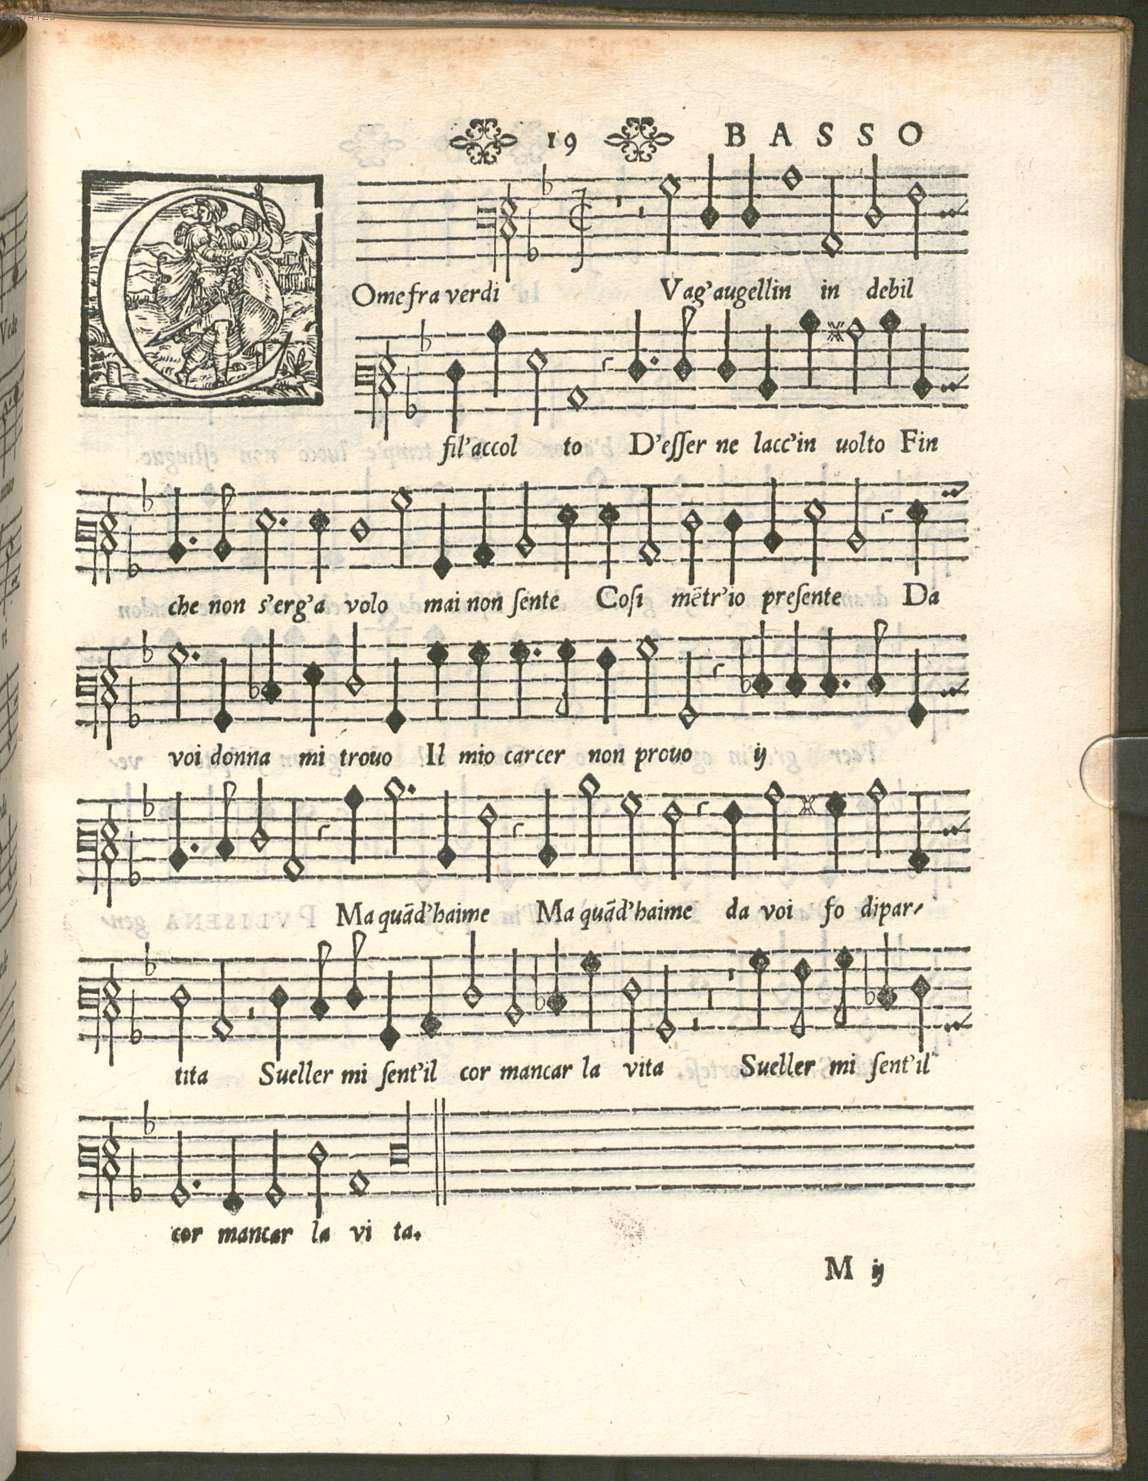 19 BASSO
COme fra verdi Vag'augellin in debil
fil'accol to D'esser ne lacc'in uolto Fin
che non s'erg'a volo mai non sente Cosi mētr'io presente Da
voi donna mi trouo Il mio carcer non prouo ij
Ma quād'haime Ma quād'haime da voi fo dipar-
tita Sueller mi sent'il cor mancar la vita Sueller mi sent'il
cor mancar la vi ta.
M ij